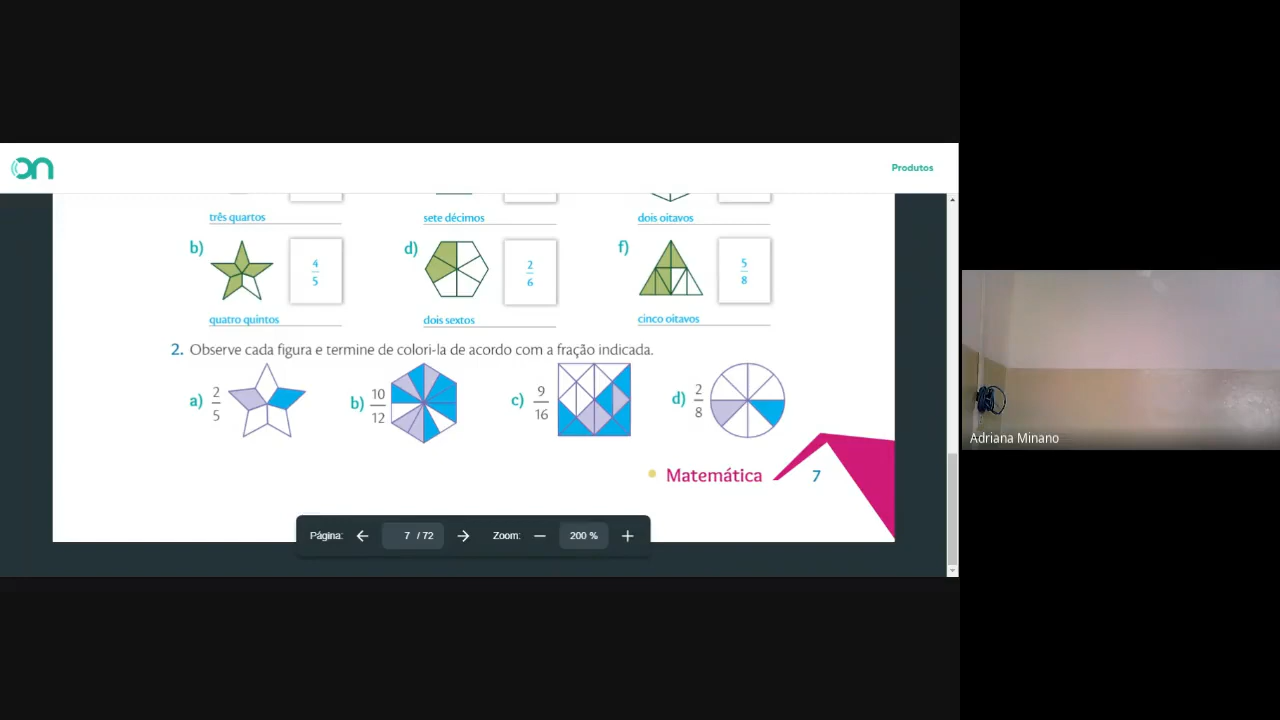 on
Produtos
três quartos
sete décimos
dois oitavos
b)
4
5
d)
2
6
f)
5
8
quatro quintos
dois sextos
cinco oitavos
2. Observe cada figura e termine de colori-la de acordo com a fração indicada.
a) 2
5
b) 10
12
c) 9
16
d) 2
8
Matemática 7
Página: 7 / 72 Zoom: 200 %
Adriana Minano